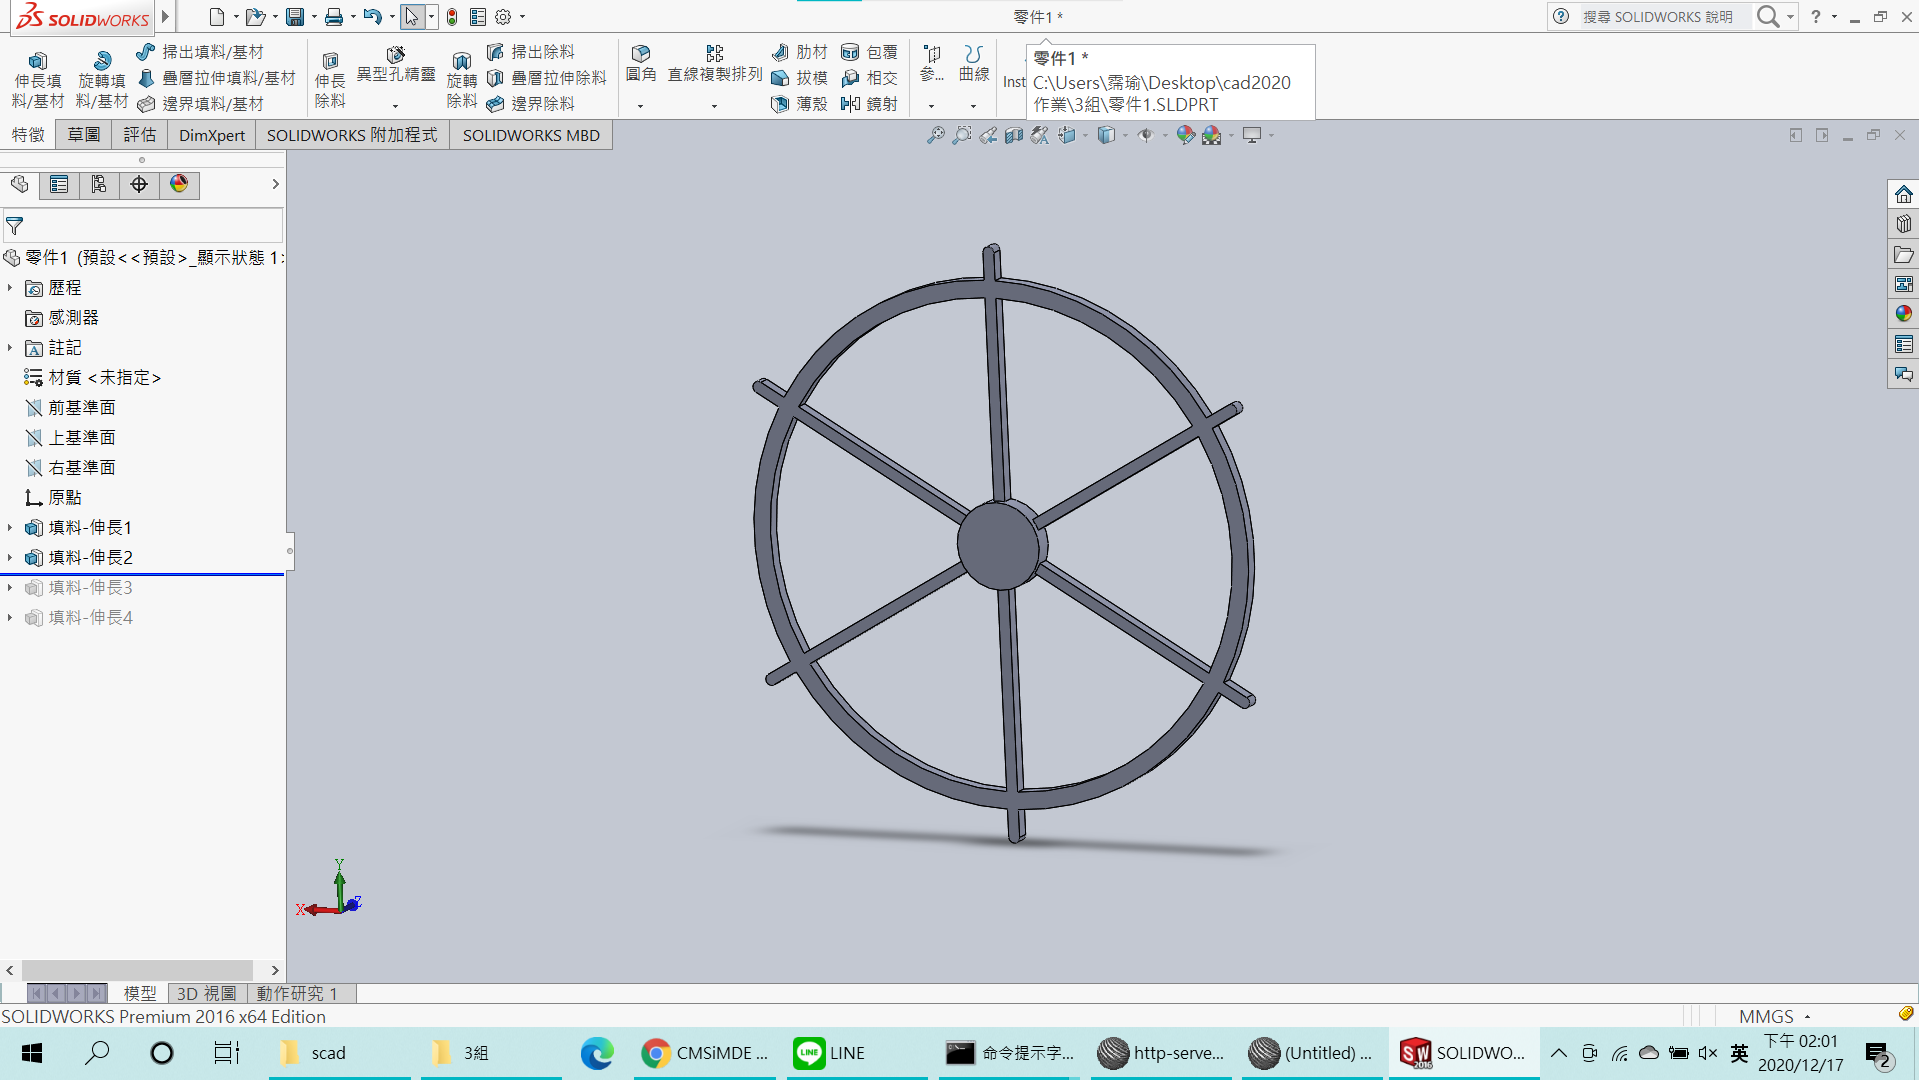 SOLIDWORKS
零件1 *
搜尋 SOLIDWORKS 說明
零件1 *
C:\Users\霈瑜\Desktop\cad2020
作業\3組\零件1.SLDPRT
伸長填
料/基材
旋轉填
料/基材
掃出填料/基材
疊層拉伸填料/基材
邊界填料/基材
伸長
除料
異型孔精靈
旋轉
除料
掃出除料
疊層拉伸除料
邊界除料
圓角
直線複製排列
肋材
拔模
薄殼
包覆
相交
鏡射
參...
曲線
Inst
特徵
草圖
評估
DimXpert
SOLIDWORKS 附加程式
SOLIDWORKS MBD
零件1 (預設<<預設>_顯示狀態 1>
歷程
感測器
註記
材質 <未指定>
前基準面
上基準面
右基準面
原點
填料-伸長1
填料-伸長2
填料-伸長3
填料-伸長4
Y
X
Z
模型
3D 視圖
動作研究 1
SOLIDWORKS Premium 2016 x64 Edition
MMGS
scad
3組
CMSiMDE ...
LINE
命令提示字...
http-serve...
(Untitled) ...
SOLIDWO...
英
下午 02:01
2020/12/17
2